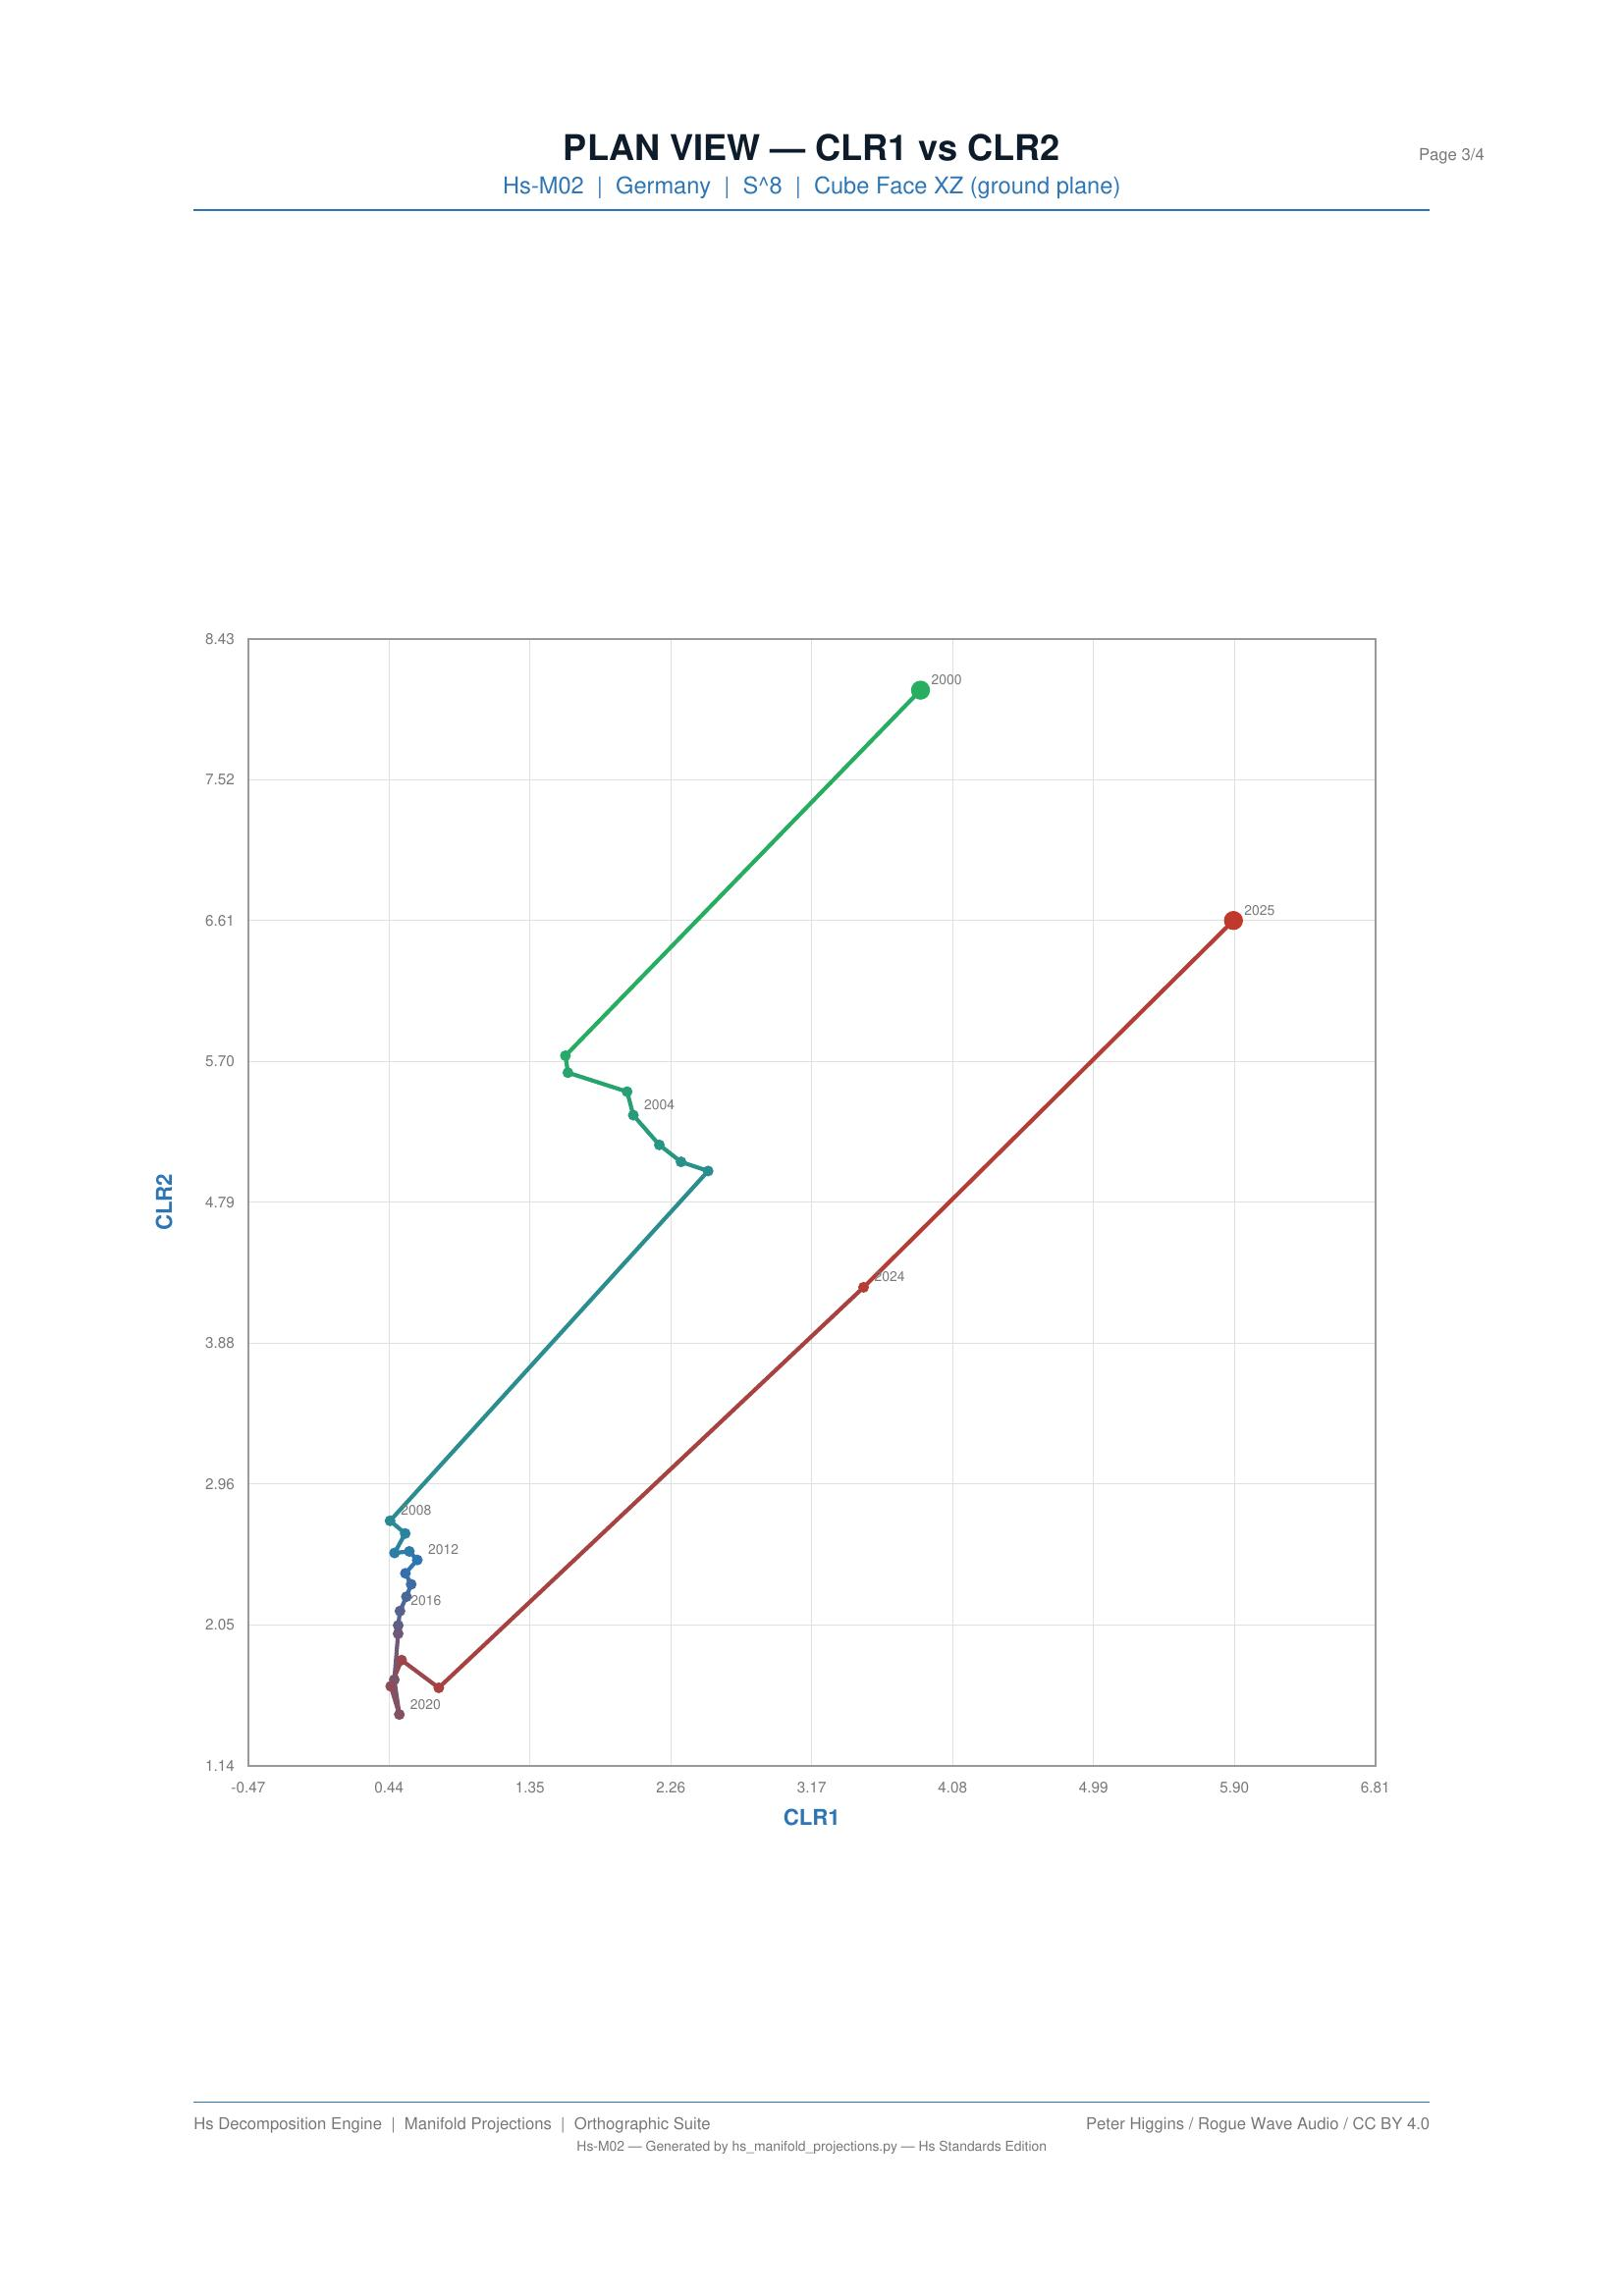 PLAN VIEW — CLR1 vs CLR2
Page 3/4
Hs-M02 | Germany | S^8 | Cube Face XZ (ground plane)
8.43
2000
7.52
6.61
2025
5.70
2004
4.79
CLR2
2024
3.88
2.96
2008
2012
2016
2.05
2020
1.14
-0.47 0.44 1.35 2.26 3.17 4.08 4.99 5.90 6.81
CLR1
Hs Decomposition Engine | Manifold Projections | Orthographic Suite
Peter Higgins / Rogue Wave Audio / CC BY 4.0
Hs-M02 — Generated by hs_manifold_projections.py — Hs Standards Edition